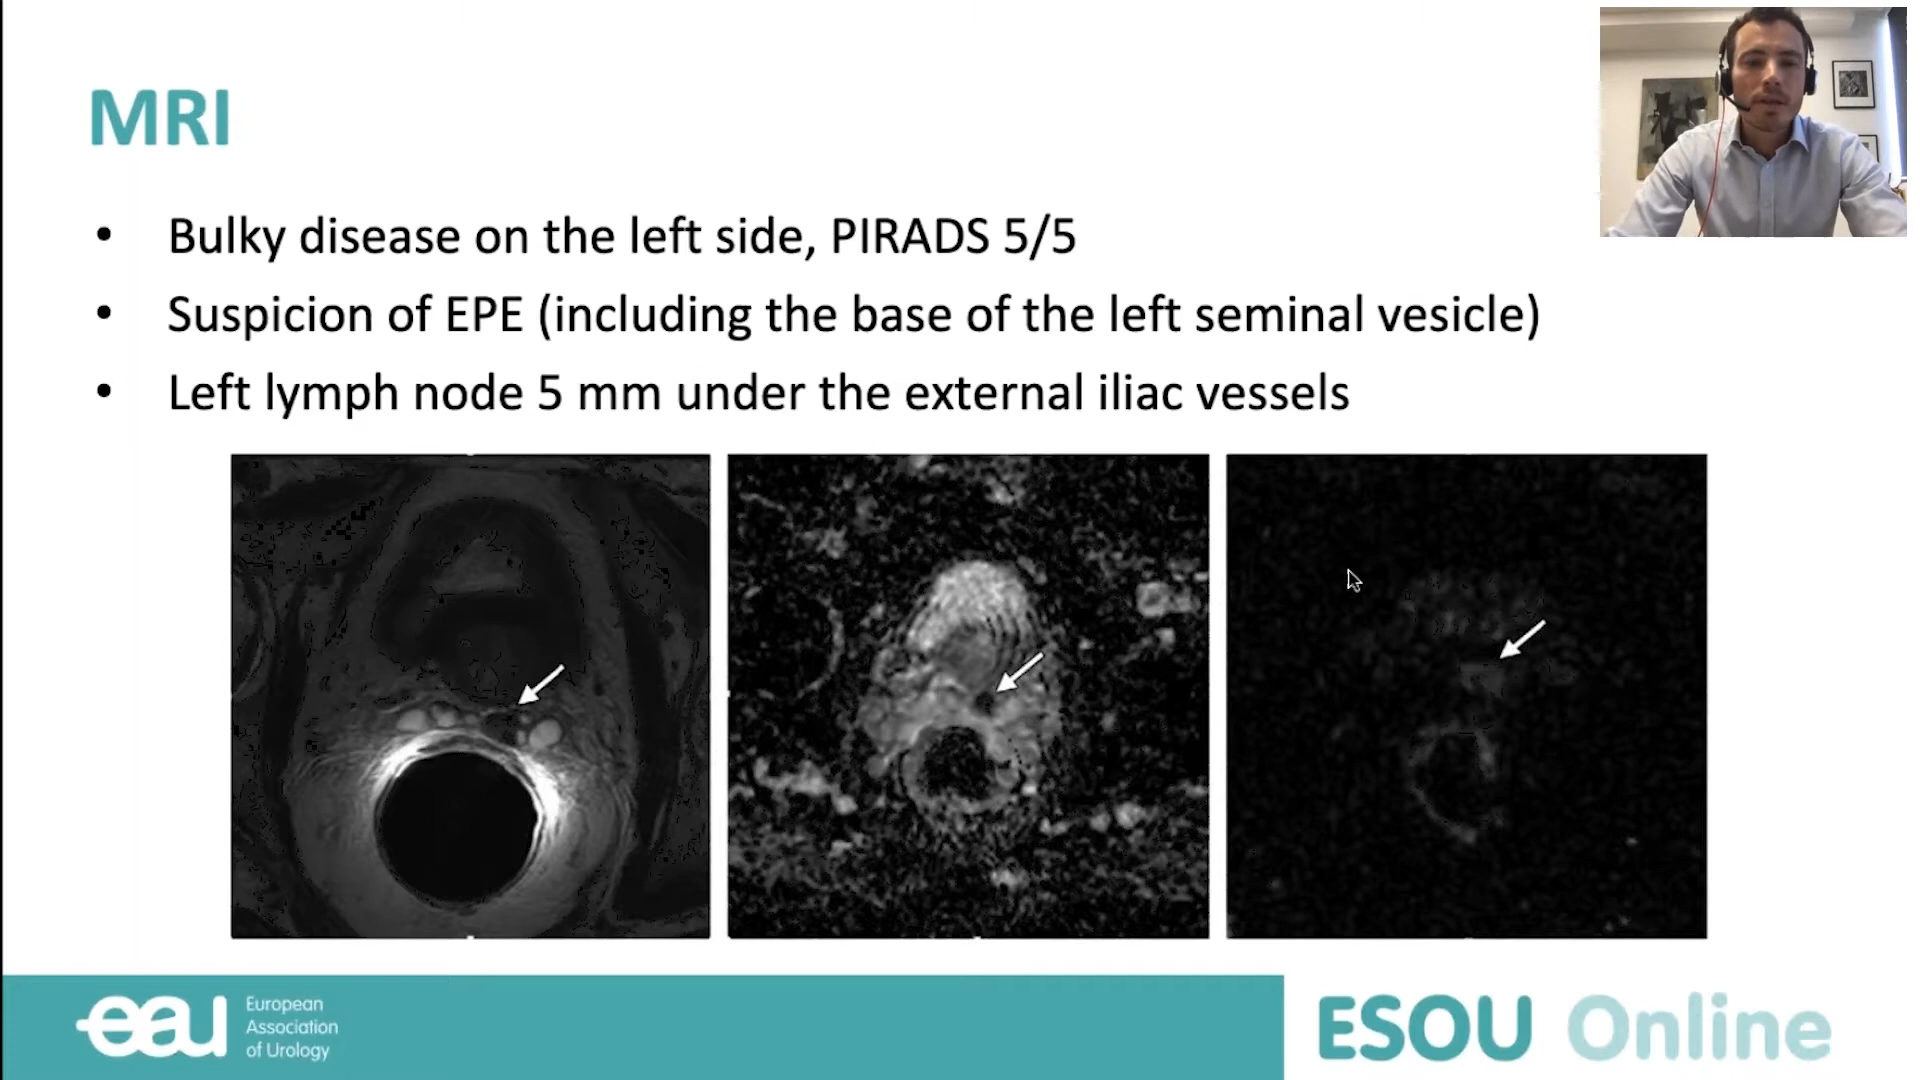 MRI
• Bulky disease on the left side, PIRADS 5/5
• Suspicion of EPE (including the base of the left seminal vesicle)
• Left lymph node 5 mm under the external iliac vessels
eau
European
Association
of Urology
ESOU Online